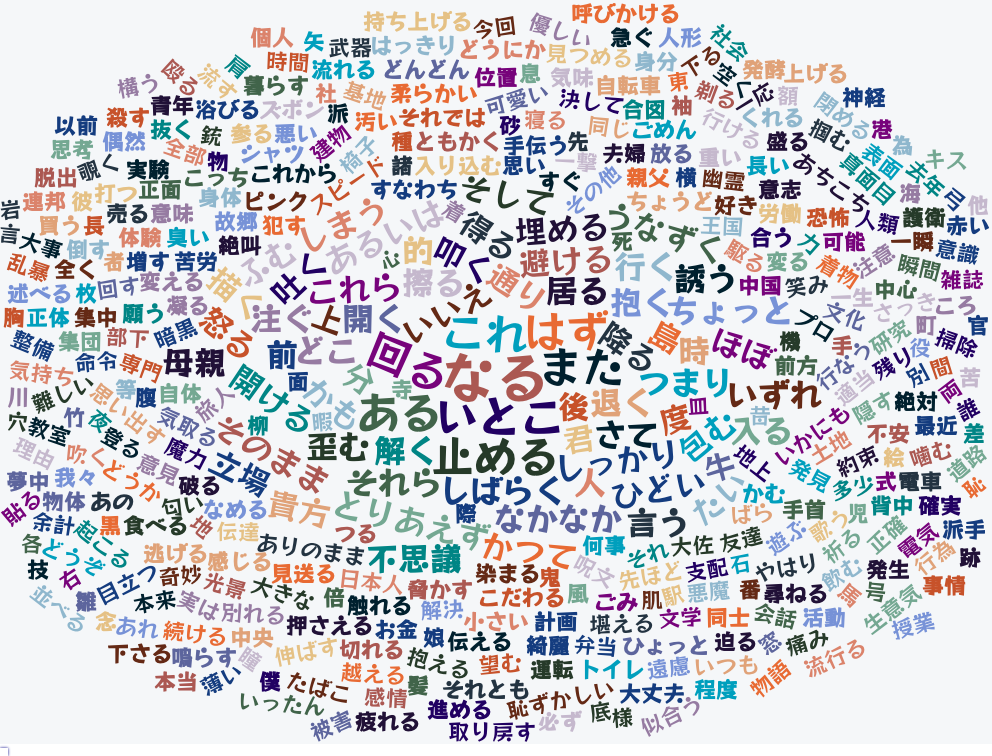 持ち上げる
今回
優しい
呼びかける
個人
矢
武器
はっきり
どうにか
見つめる
急ぐ
人形
身分
社会
時間
流れる
どんどん
位置
息
気味
自転車
東
下る
空く
発酵
上げる
構う
殴る
流す
肩
暮らす
社
基地
柔らかい
可愛い
決して
合図
袖
剃る
額
閉める
神経
殺す
青年
浴びる
ズボン
派
汚い
それでは
砂
寝る
同じ
ごめん
行ける
くれる
盛る
掴む
港
為
以前
偶然
抜く
銃
参る
悪い
建物
種
ともかく
手伝う
先
思考
覗く
全部
物
シャツ
椅子
諸
入り込む
思い
一撃
夫婦
放る
重い
長い
あちこち
真面目
表面
去年
キス
脱出
実験
こっち
これから
スピード
すなわち
そして
すぐ
その他
親父
横
幽霊
意志
海
弓
他
連邦
彼
打つ
正面
身体
ピンク
ちょうど
好き
労働
恐怖
人類
護衛
赤い
岩
買う
長
売る
意味
故郷
犯す
しまう
あるいは
着
得る
埋める
うなずく
死
王国
合う
力
可能
一瞬
意識
言
大事
倒す
体験
臭い
絶叫
ふむ
心
的
叩く
避ける
行く
誘う
駆る
変る
着物
注意
瞬間
雑誌
乱暴
全く
者
増す
苦労
描く
吐く
これら
擦る
通り
居る
抱く
ちょっと
中国
笑み
一生
中心
さっき
ころ
述べる
枚
回す
変える
凝る
怒る
注ぐ
上
開く
いいえ
これ
はず
降る
島
時
ほぼ
機
プロ
文化
町
官
胸
正体
集中
願う
手
研究
掃除
整備
集団
部下
暗黒
母親
前
どこ
回る
なる
また
つまり
いずれ
前方
行なう
残り
役
気持ち
命令
専門
開ける
面
かも
分
寺
ある
いとこ
後
退く
度
皿
昔
適当
別
間
苦
川
難しい
等
腹
自体
旅人
暇
君
さて
包む
入る
いかにも
隠す
絶対
両
誰
穴
教室
竹
夜
思い出す
登る
気取る
柳
そのまま
歪む
解く
止める
しっかり
牛
地上
土地
不安
最近
差
理由
吹く
どうか
意見
魔力
立場
それら
しばらく
人
ひどい
だい
かむ
発見
約束
絵
噛む
道路
夢中
我々
破る
なめる
貴方
とりあえず
際
なかなか
言う
ばら
手首
多少
式
電車
恥
貼る
物体
あの
匂い
余計
起こる
黒
食べる
地
伝達
つる
かつて
何事
それ
大佐
友達
遊ぶ
歌う
児
背中
確実
各
どうぞ
逃げる
感じる
ありのまま
不思議
祈る
正確
電気
派手
技
右
目立つ
奇妙
光景
見送る
大きな
日本人
脅かす
染まる
鬼
呪文
先ほど
支配
石
やはり
飲む
発生
行為
跡
並べる
雛
本来
実は
別れる
倍
触れる
解決
こだわる
風
ごみ
肌
駅
悪魔
番
尋ねる
号
生意気
事情
念
あれ
続ける
中央
押さえる
お金
娘
小さい
計画
堪える
文学
同士
会話
活動
授業
下さる
鳴らす
瞳
伸ばす
切れる
抱える
伝える
綺麗
弁当
ひょっと
迫る
窓
痛み
本当
薄い
僕
たばこ
越える
望む
運転
トイレ
遠慮
いつも
流行る
いったん
感情
髪
それとも
恥ずかしい
大丈夫
程度
物語
被害
疲れる
進める
取り戻す
必ず
底
様
似合う